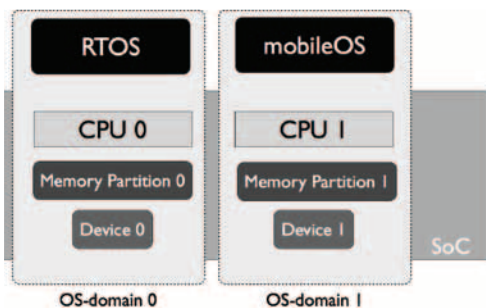 RTOS
mobileOS
CPU 0
CPU 1
Memory Partition 0
Memory Partition 1
Device 0
Device 1
SoC
OS-domain 0
OS-domain 1